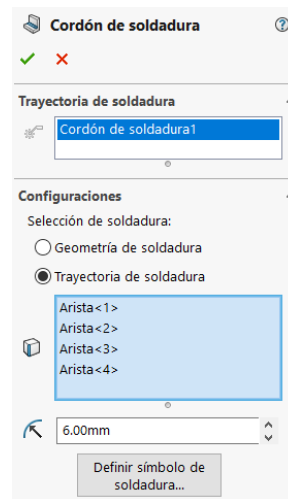 Cordón de soldadura
Trayectoria de soldadura
Cordón de soldadura1
Configuraciones
Selección de soldadura:
Geometría de soldadura
Trayectoria de soldadura
Arista<1>
Arista<2>
Arista<3>
Arista<4>
6.00mm
Definir símbolo de
soldadura...